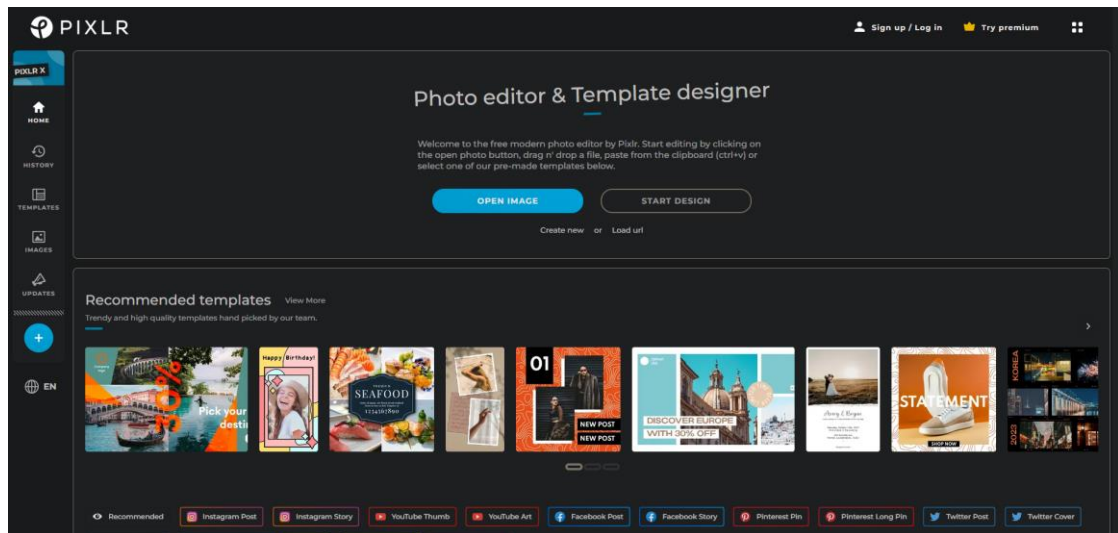 PIXLR
Sign up / Log in
Try premium
PIXLR X
HOME
HISTORY
TEMPLATES
IMAGES
UPDATES
+
EN
Photo editor & Template designer
Welcome to the free modern photo editor by Pixlr. Start editing by clicking on
the open photo button, drag n' drop a file, paste from the clipboard (ctrl+v) or
select one of our pre-made templates below.
OPEN IMAGE
START DESIGN
Create new or Load url
Recommended templates View More
Trendy and high quality templates hand picked by our team.
30%
Pick your
desti
Happy Birthday!
SEAFOOD
1234567890
01
NEW POST
NEW POST
DISCOVER EUROPE
WITH 30% OFF
STATEMENT
SHOP NOW
KOREA
2023
Recommended
Instagram Post
Instagram Story
YouTube Thumb
YouTube Art
Facebook Post
Facebook Story
Pinterest Pin
Pinterest Long Pin
Twitter Post
Twitter Cover